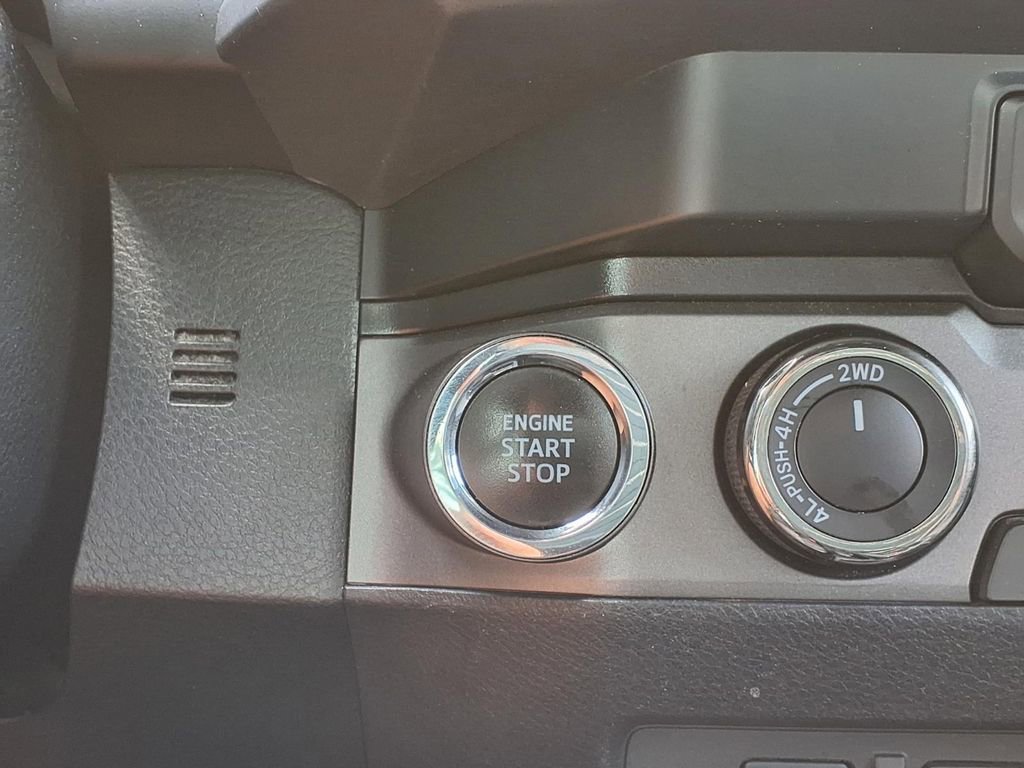 ENGINE
START
STOP
2WD
4L-PUSH-4H